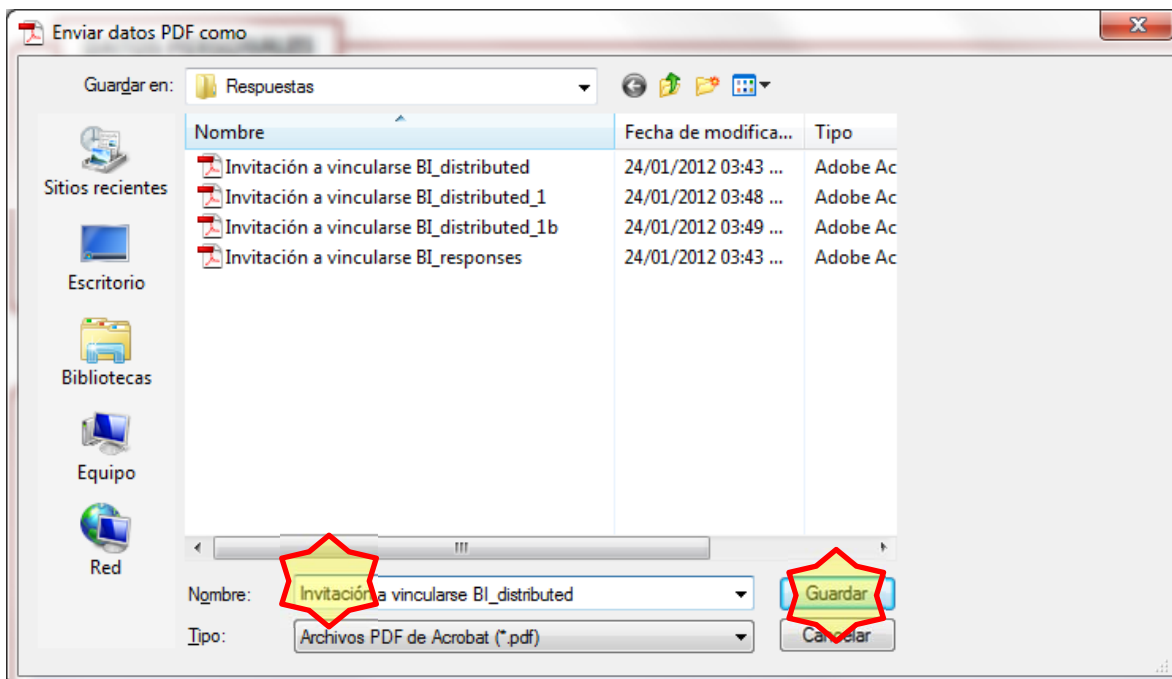 Enviar datos PDF como
Guardar en: Respuestas
Nombre Fecha de modifica... Tipo
Invitación a vincularse BI_distributed 24/01/2012 03:43 ... Adobe Ac
Invitación a vincularse BI_distributed_1 24/01/2012 03:48 ... Adobe Ac
Invitación a vincularse BI_distributed_1b 24/01/2012 03:49 ... Adobe Ac
Invitación a vincularse BI_responses 24/01/2012 03:43 ... Adobe Ac
Sitios recientes
Escritorio
Bibliotecas
Equipo
Red
Nombre: Invitación a vincularse BI_distributed Guardar
Tipo: Archivos PDF de Acrobat (*.pdf) Cancelar